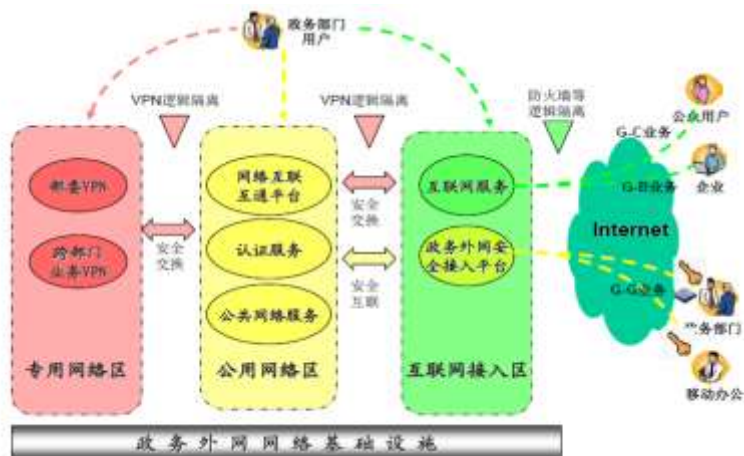 政务部门
用户
VPN逻辑隔离
VPN逻辑隔离
防火墙等
逻辑隔离
公众用户
G-C业务
部委VPN
网络互联
互通平台
互联网服务
G-B业务
企业
安全
交换
Internet
跨部门
业务VPN
安全
交换
认证服务
政务外网安
全接入平台
安全
互联
G-G业务
公共网络服务
务部门
专用网络区
公用网络区
互联网接入区
移动办公
政务外网网络基础设施